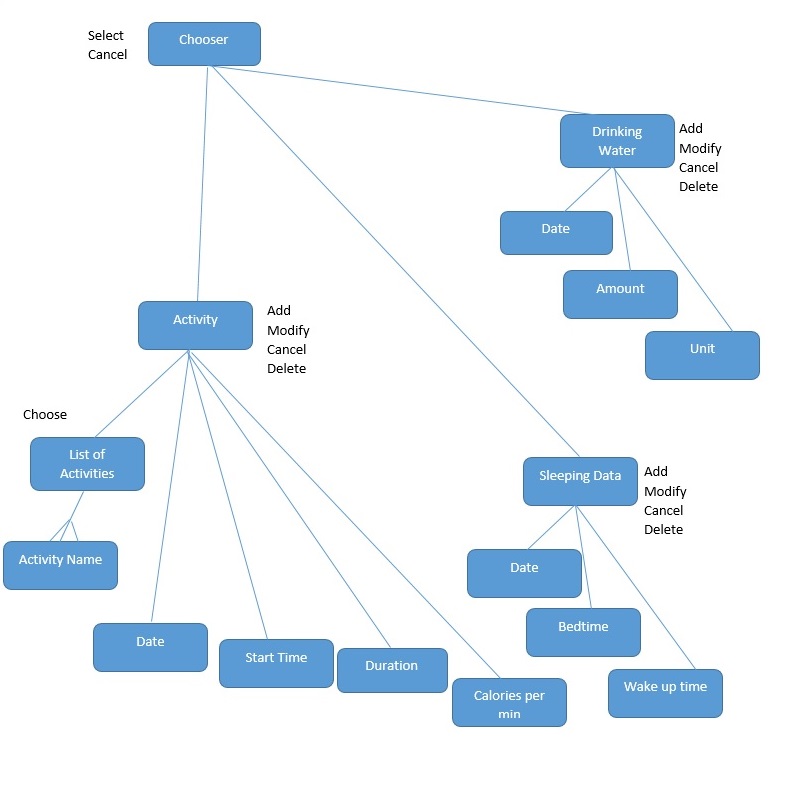 Select
Cancel
Chooser
Drinking
Water
Add
Modify
Cancel
Delete
Date
Amount
Unit
Activity
Add
Modify
Cancel
Delete
Choose
List of
Activities
Activity Name
Date
Start Time
Duration
Calories per
min
Sleeping Data
Add
Modify
Cancel
Delete
Date
Bedtime
Wake up time